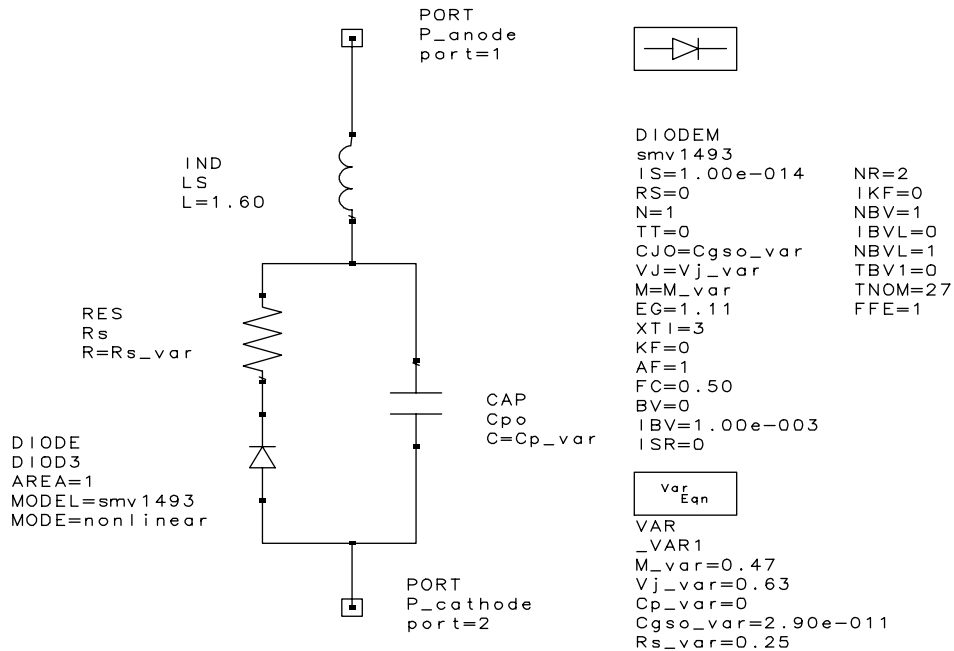 PORT
P_anode
port=1
IND
LS
L=1.60
RES
Rs
R=Rs_var
CAP
Cpo
C=Cp_var
DIODE
DIOD3
AREA=1
MODEL=smv1493
MODE=nonlinear
PORT
P_cathode
port=2
DIODEM
smv1493
IS=1.00e-014
RS=0
N=1
TT=0
CJO=Cgso_var
VJ=Vj_var
M=M_var
EG=1.11
XTI=3
KF=0
AF=1
FC=0.50
BV=0
IBV=1.00e-003
ISR=0
NR=2
IKF=0
NBV=1
IBVL=0
NBVL=1
TBV1=0
TNOM=27
FFE=1
Var
Eqn
VAR
_VAR1
M_var=0.47
Vj_var=0.63
Cp_var=0
Cgso_var=2.90e-011
Rs_var=0.25